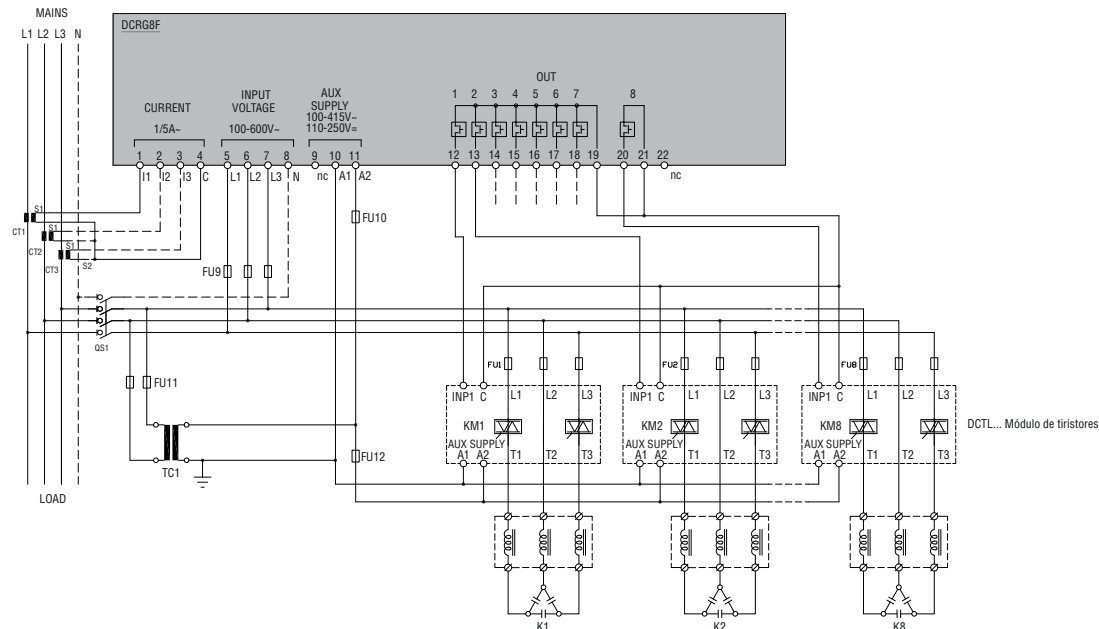 MAINS
L1 L2 L3 N
DCRG8F
OUT
1 2 3 4 5 6 7 8
CURRENT
1/5A~
INPUT
VOLTAGE
100-600V~
AUX
SUPPLY
100-415V~
110-250V=
1 2 3 4 5 6 7 8 9 10 11 12 13 14 15 16 17 18 19 20 21 22
I1 I2 I3 C L1 L2 L3 N nc A1 A2 nc
FU10
S1
CT1
S1
CT2
S1
CT3
S2
FU9
QS1
FU11
FU1 FU2 FU8
INP1 C L1 L2 L3 INP1 C L1 L2 L3 INP1 C L1 L2 L3
KM1 KM2 KM8
DCTL... Módulo de tiristores
AUX SUPPLY AUX SUPPLY AUX SUPPLY
A1 A2 T1 T2 T3 A1 A2 T1 T2 T3 A1 A2 T1 T2 T3
FU12
TC1
LOAD
K1 K2 K8